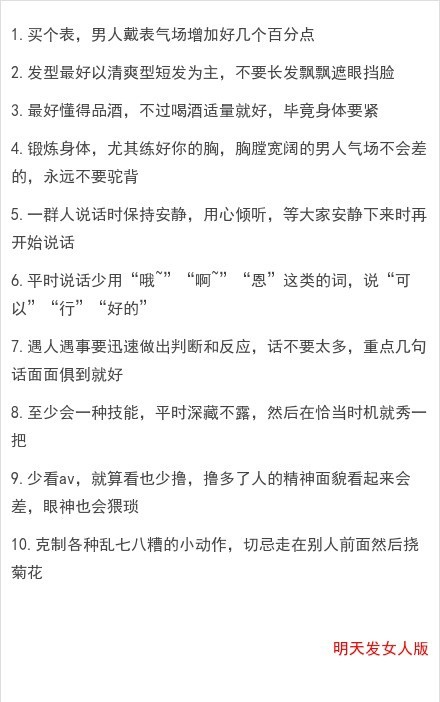 1. 买个表，男人戴表气场增加好几个百分点
2. 发型最好以清爽型短发为主，不要长发飘飘遮眼挡脸
3. 最好懂得品酒，不过喝酒适量就好，毕竟身体要紧
4. 锻炼身体，尤其练好你的胸，胸膛宽阔的男人气场不会差
的，永远不要驼背
5. 一群人说话时保持安静，用心倾听，等大家安静下来时再
开始说话
6. 平时说话少用“哦~”“啊~”“恩”这类的词，说“可
以”“行”“好的”
7. 遇人遇事要迅速做出判断和反应，话不要太多，重点几句
话面面俱到就好
8. 至少会一种技能，平时深藏不露，然后在恰当时机就秀一
把
9. 少看av，就算看也少撸，撸多了人的精神面貌看起来会
差，眼神也会猥琐
10. 克制各种乱七八糟的小动作，切忌走在别人前面然后挠
菊花
明天发女人版